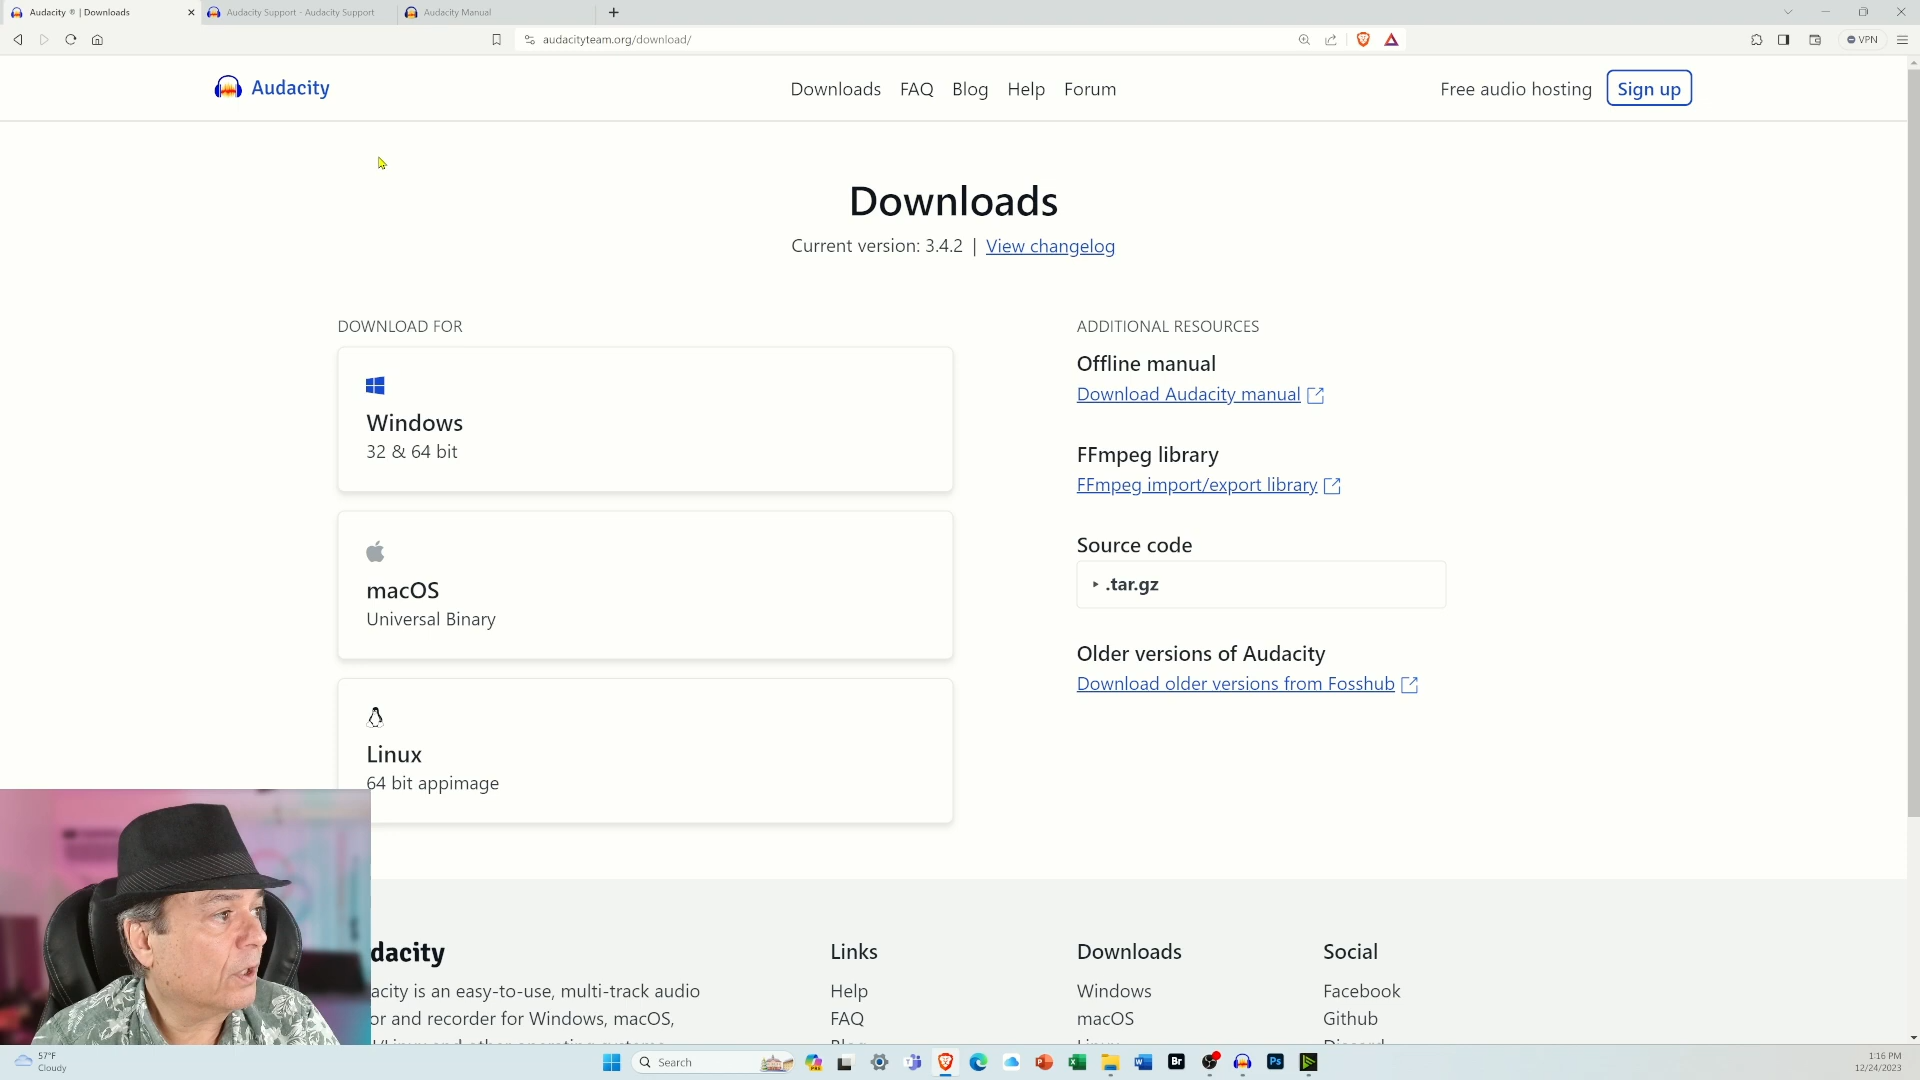 Audacity ® | Downloads
Audacity Support - Audacity Support
Audacity Manual
audacityteam.org/download/
VPN
Audacity
Downloads
FAQ
Blog
Help
Forum
Free audio hosting
Sign up
Downloads
Current version: 3.4.2 | View changelog
DOWNLOAD FOR
Windows
32 & 64 bit
macOS
Universal Binary
Linux
64 bit appimage
ADDITIONAL RESOURCES
Offline manual
Download Audacity manual
FFmpeg library
FFmpeg import/export library
Source code
.tar.gz
Older versions of Audacity
Download older versions from Fosshub
dacity
acity is an easy-to-use, multi-track audio
or and recorder for Windows, macOS,
Links
Help
FAQ
Downloads
Windows
macOS
Social
Facebook
Github
57°F
Cloudy
Search
Br
Ps
1:16 PM
12/24/2023